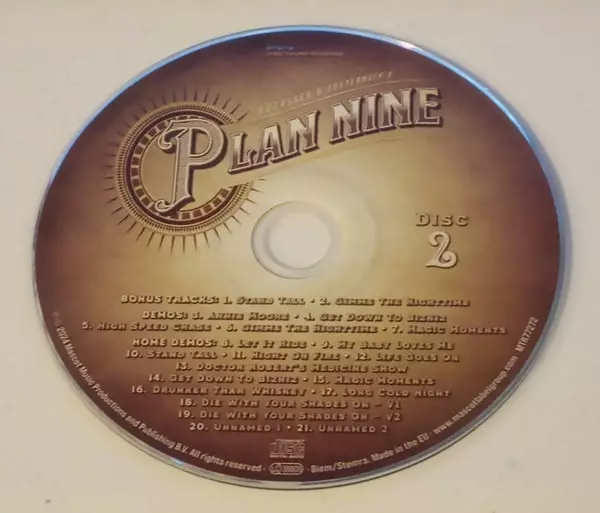 PLAN NINE
DISC
2
BONUS TRACKS: 1. STAND TALL • 2. GIMME THE NIGHTTIME
DEMOS: 3. ANNIE MOORE • 4. GET DOWN TO BIZNIZ
5. HIGH SPEED CHASE • 6. GIMME THE NIGHTTIME • 7. MAGIC MOMENTS
HOME DEMOS: 8. LET IT RIDE • 9. MY BABY LOVES ME
10. STAND TALL • 11. NIGHT ON FIRE • 12. LIFE GOES ON
13. DOCTOR ROBERT'S MEDICINE SHOW
14. GET DOWN TO BIZNIZ • 15. MAGIC MOMENTS
16. DRUNKER THAN WHISKEY • 17. LONG COLD NIGHT
18. DIE WITH YOUR SHADES ON – V1
19. DIE WITH YOUR SHADES ON – V2
20. UNNAMED 1 • 21. UNNAMED 2
℗© 2024 Mascot Music Productions and Publishing B.V. All rights reserved • Biem/Stemra. Made in the EU • www.mascotlabelgroup.com • MTR77272